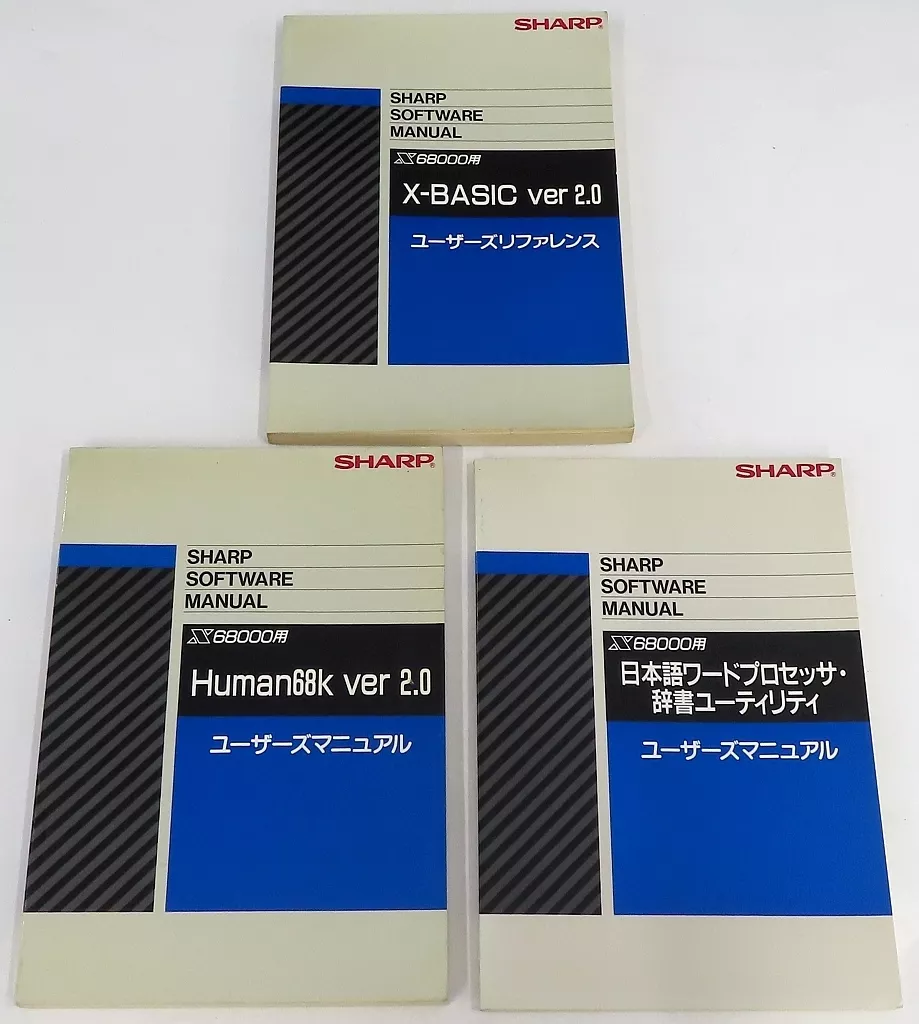 SHARP
SHARP
SOFTWARE
MANUAL
X68000用
X-BASIC ver 2.0
ユーザーズリファレンス
SHARP
SHARP
SOFTWARE
MANUAL
X68000用
Human68k ver 2.0
ユーザーズマニュアル
SHARP
SHARP
SOFTWARE
MANUAL
X68000用
日本語ワードプロセッサ・
辞書ユーティリティ
ユーザーズマニュアル